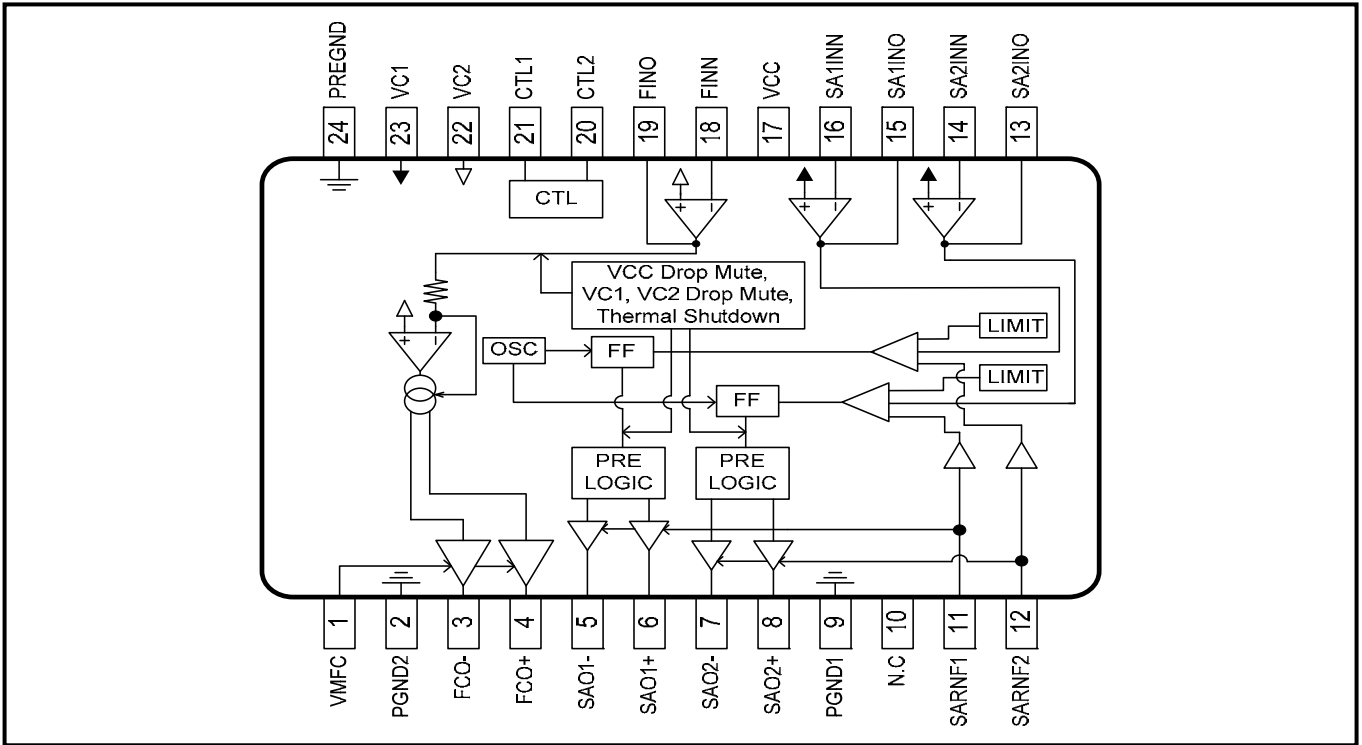 PREGND
VC1
VC2
CTL1
CTL2
FINO
FINN
VCC
SA1INN
SA1INO
SA2INN
SA2INO
24
23
22
21
20
19
18
17
16
15
14
13
CTL
+ -
+ -
+ -
VCC Drop Mute,
VC1, VC2 Drop Mute,
Thermal Shutdown
+ -
LIMIT
OSC
FF
LIMIT
FF
PRE
LOGIC
PRE
LOGIC
1
2
3
4
5
6
7
8
9
10
11
12
VMFC
PGND2
FCO-
FCO+
SAO1-
SAO1+
SAO2-
SAO2+
PGND1
N.C
SARNF1
SARNF2